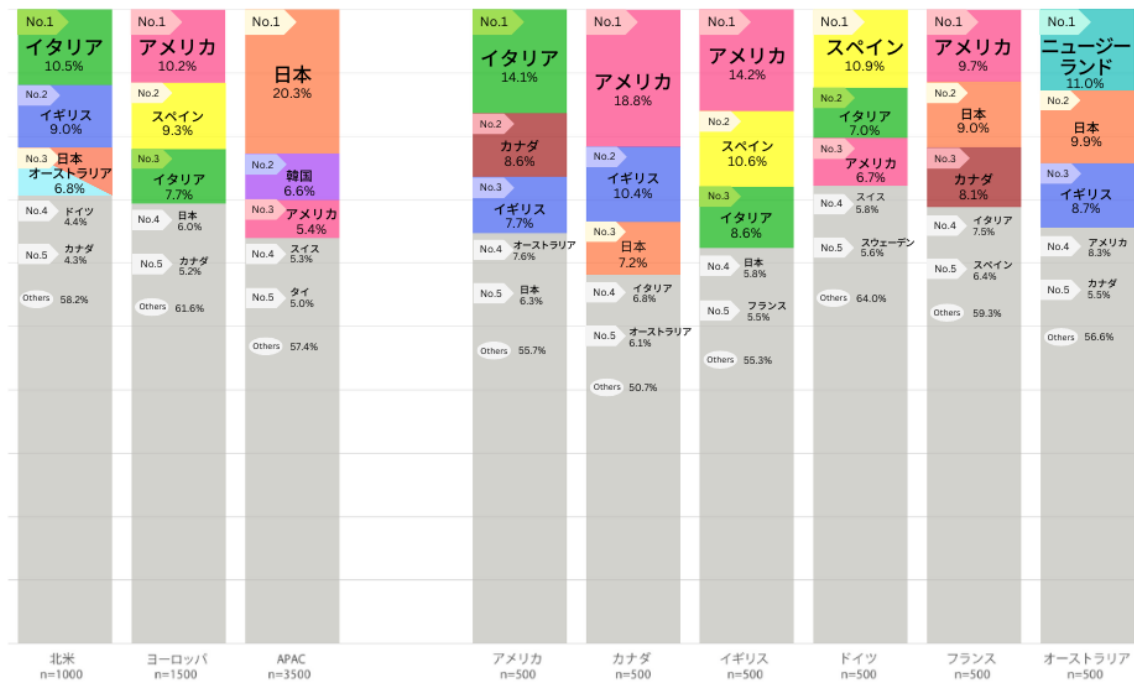 No.1
イタリア
10.5%
No.2
イギリス
9.0%
No.3
日本
オーストラリア
6.8%
No.4
ドイツ
4.4%
No.5
カナダ
4.3%
Others
58.2%
北米
n=1000
No.1
アメリカ
10.2%
No.2
スペイン
9.3%
No.3
イタリア
7.7%
No.4
日本
6.0%
No.5
カナダ
5.2%
Others
61.6%
ヨーロッパ
n=1500
No.1
日本
20.3%
No.2
韓国
6.6%
No.3
アメリカ
5.4%
No.4
スイス
5.3%
No.5
タイ
5.0%
Others
57.4%
APAC
n=3500
No.1
イタリア
14.1%
No.2
カナダ
8.6%
No.3
イギリス
7.7%
No.4
オーストラリア
7.6%
No.5
日本
6.3%
Others
55.7%
アメリカ
n=500
No.1
アメリカ
18.8%
No.2
イギリス
10.4%
No.3
日本
7.2%
No.4
イタリア
6.8%
No.5
オーストラリア
6.1%
Others
50.7%
カナダ
n=500
No.1
アメリカ
14.2%
No.2
スペイン
10.6%
No.3
イタリア
8.6%
No.4
日本
5.8%
No.5
フランス
5.5%
Others
55.3%
イギリス
n=500
No.1
スペイン
10.9%
No.2
イタリア
7.0%
No.3
アメリカ
6.7%
No.4
スイス
5.8%
No.5
スウェーデン
5.6%
Others
64.0%
ドイツ
n=500
No.1
アメリカ
9.7%
No.2
日本
9.0%
No.3
カナダ
8.1%
No.4
イタリア
7.5%
No.5
スペイン
6.4%
Others
59.3%
フランス
n=500
No.1
ニュージー
ランド
11.0%
No.2
日本
9.9%
No.3
イギリス
8.7%
No.4
アメリカ
8.3%
No.5
カナダ
5.5%
Others
56.6%
オーストラリア
n=500